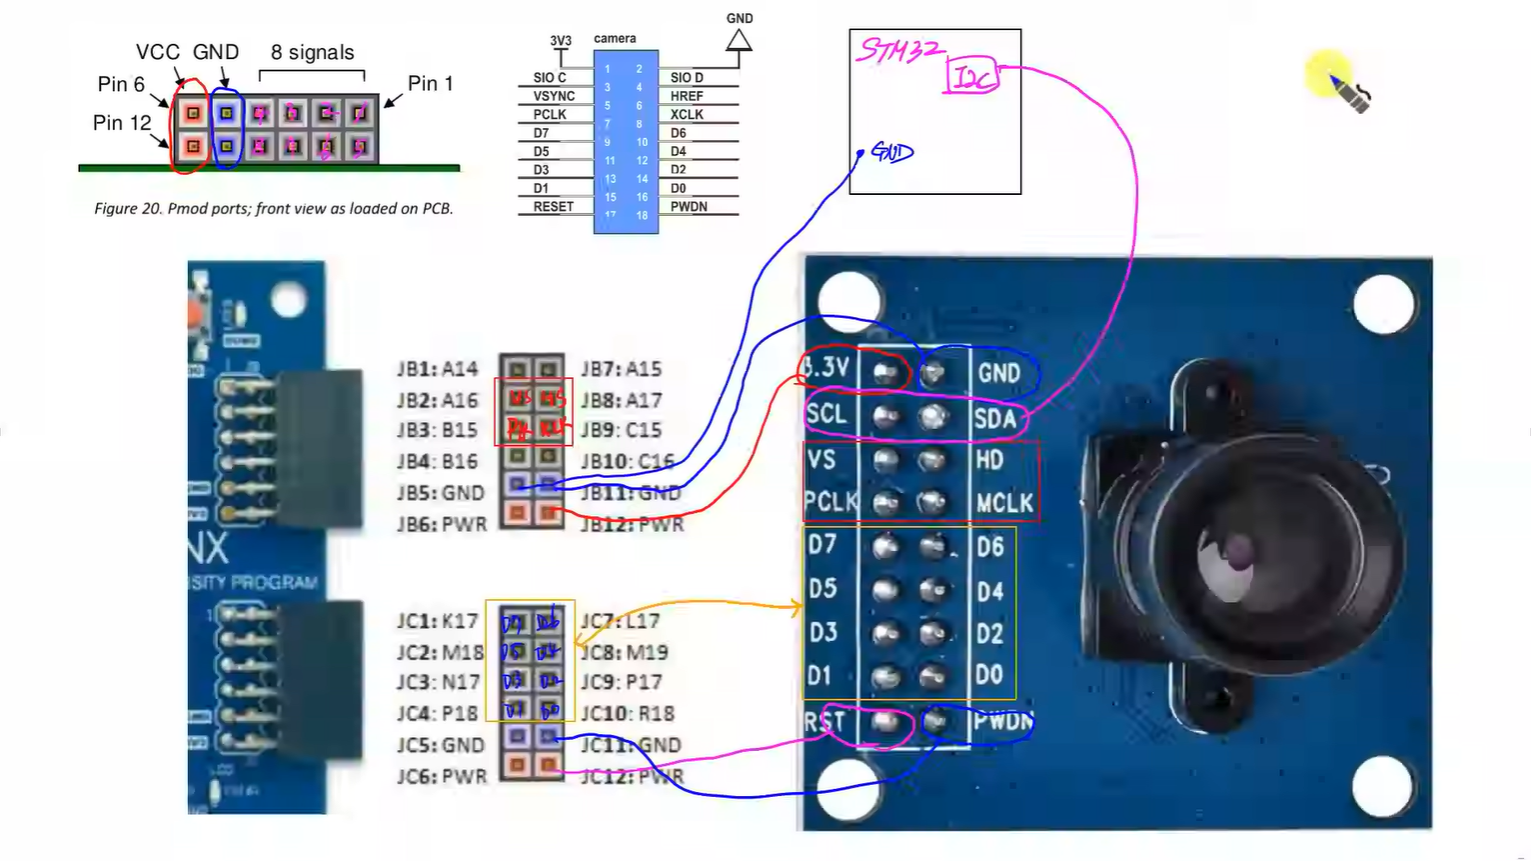 VCC GND 8 signals
Pin 6
Pin 1
Pin 12
Figure 20. Pmod ports; front view as loaded on PCB.
GND
3V3 camera
1 2
SIO C SIO D
3 4
VSYNC HREF
5 6
PCLK XCLK
7 8
D7 D6
9 10
D5 D4
11 12
D3 D2
13 14
D1 D0
15 16
RESET PWDN
17 18
STM32
I2C
GND
JB1: A14 JB7: A15
JB2: A16 JB8: A17
JB3: B15 JB9: C15
JB4: B16 JB10: C16
JB5: GND JB11: GND
JB6: PWR JB12: PWR
NX
SITY PROGRAM
JC1: K17 D7 D6 JC7: L17
JC2: M18 D5 D4 JC8: M19
JC3: N17 D3 D2 JC9: P17
JC4: P18 D1 D0 JC10: R18
JC5: GND JC11: GND
JC6: PWR JC12: PWR
3.3V GND
SCL SDA
VS HD
PCLK MCLK
D7 D6
D5 D4
D3 D2
D1 D0
RST PWDN